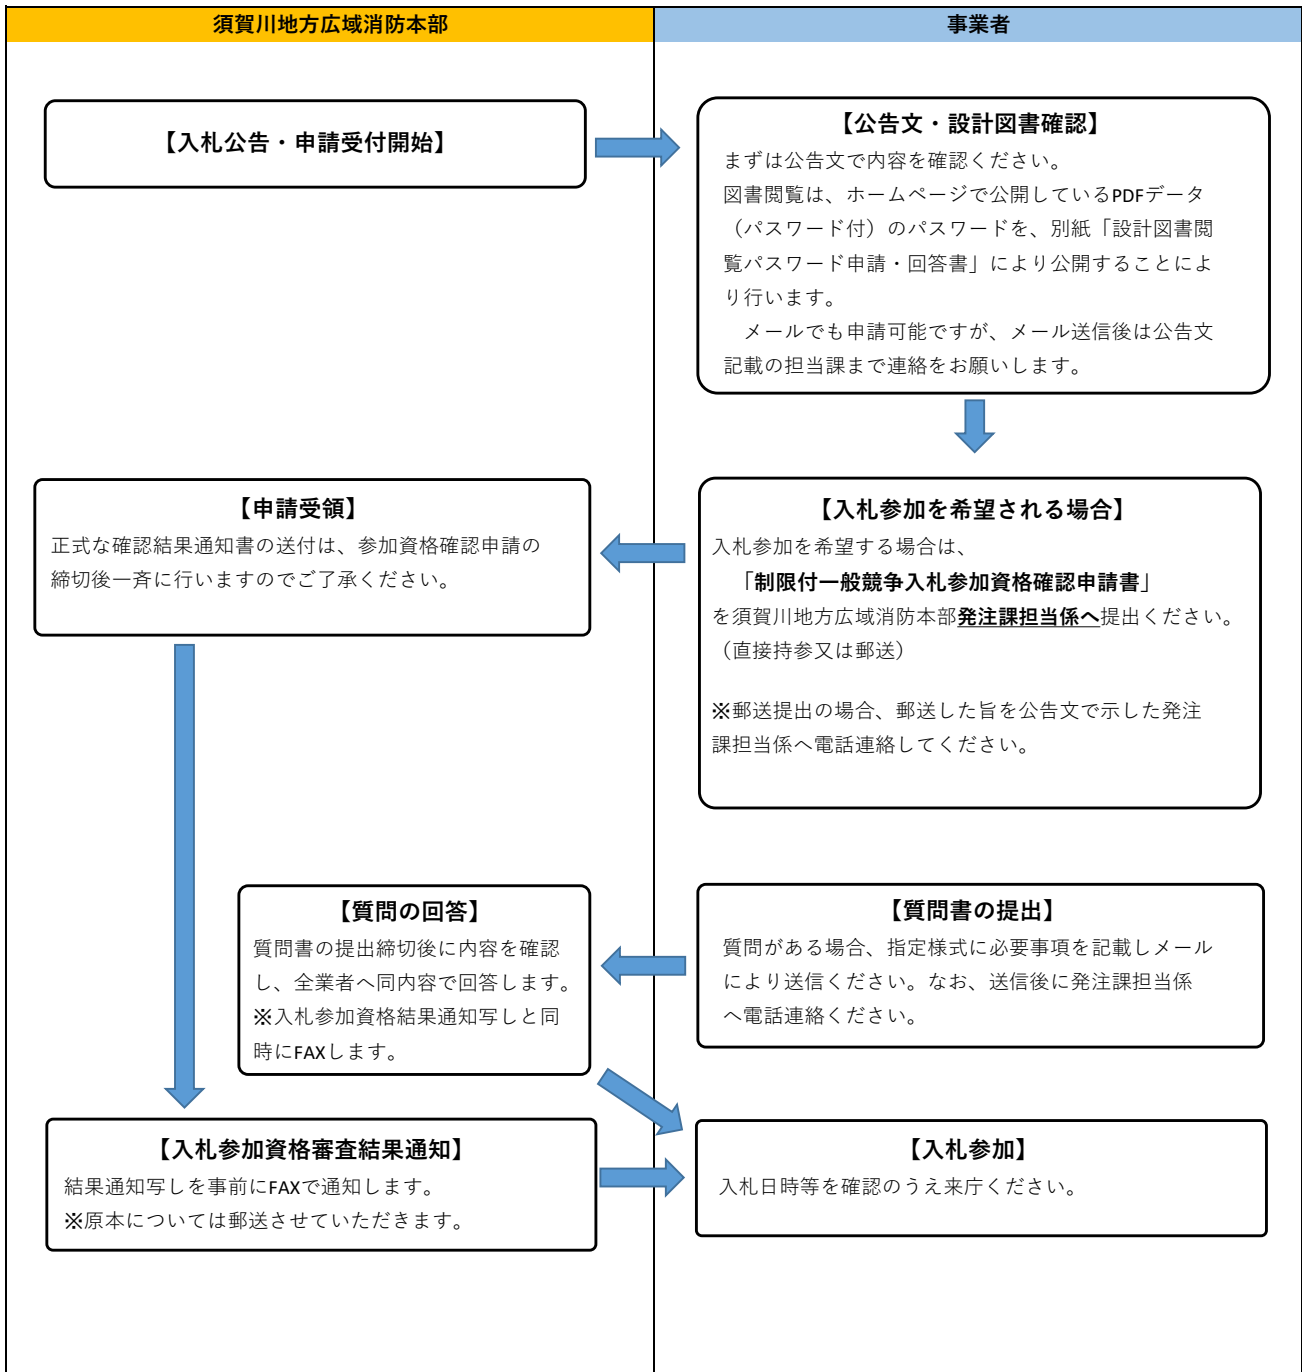 須賀川地方広域消防本部
事業者
【入札公告・申請受付開始】
【公告文・設計図書確認】
まずは公告文で内容を確認ください。
図書閲覧は、ホームページで公開しているPDFデータ
（パスワード付）のパスワードを、別紙「設計図書閲
覧パスワード申請・回答書」により公開することによ
り行います。
　メールでも申請可能ですが、メール送信後は公告文
記載の担当課まで連絡をお願いします。
【申請受領】
正式な確認結果通知書の送付は、参加資格確認申請の
締切後一斉に行いますのでご了承ください。
【入札参加を希望される場合】
入札参加を希望する場合は、
「制限付一般競争入札参加資格確認申請書」
を須賀川地方広域消防本部発注課担当係へ提出ください。
（直接持参又は郵送）
※郵送提出の場合、郵送した旨を公告文で示した発注
課担当係へ電話連絡してください。
【質問の回答】
質問書の提出締切後に内容を確認
し、全業者へ同内容で回答します。
※入札参加資格結果通知写しと同
時にFAXします。
【質問書の提出】
質問がある場合、指定様式に必要事項を記載しメール
により送信ください。なお、送信後に発注課担当係
へ電話連絡ください。
【入札参加資格審査結果通知】
結果通知写しを事前にFAXで通知します。
※原本については郵送させていただきます。
【入札参加】
入札日時等を確認のうえ来庁ください。